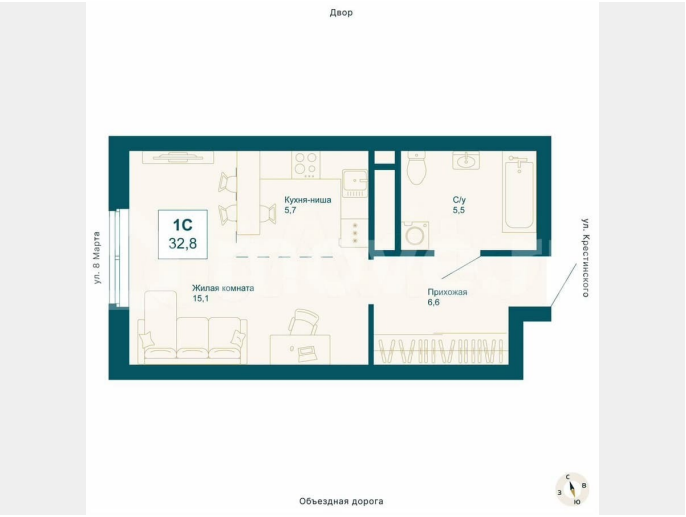 Двор
Кухня-ниша
5,7
С/у
5,5
1С
32,8
ул. 8 Марта
ул. Крестинского
Жилая комната
15,1
Прихожая
6,6
С
В
З
Ю
Объездная дорога